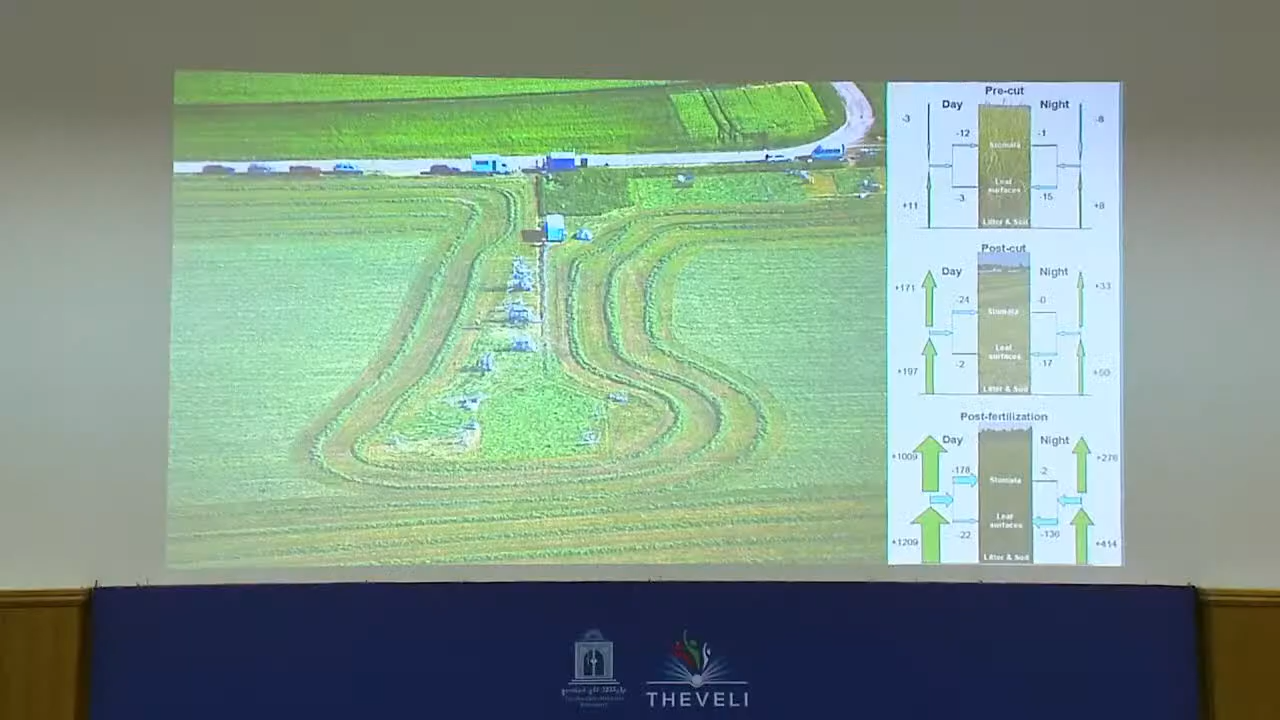 Pre-cut
Day
Night
-3
-8
-12
-1
Stomata
Leaf
surfaces
-3
-15
+11
+8
Litter & Soil
Post-cut
Day
Night
+171
+33
-24
-0
Stomata
Leaf
surfaces
-2
-17
+197
+50
Litter & Soil
Post-fertilization
Day
Night
+1009
+276
-178
-2
Stomata
Leaf
surfaces
-22
-130
+1209
+414
Litter & Soil
THEVELI